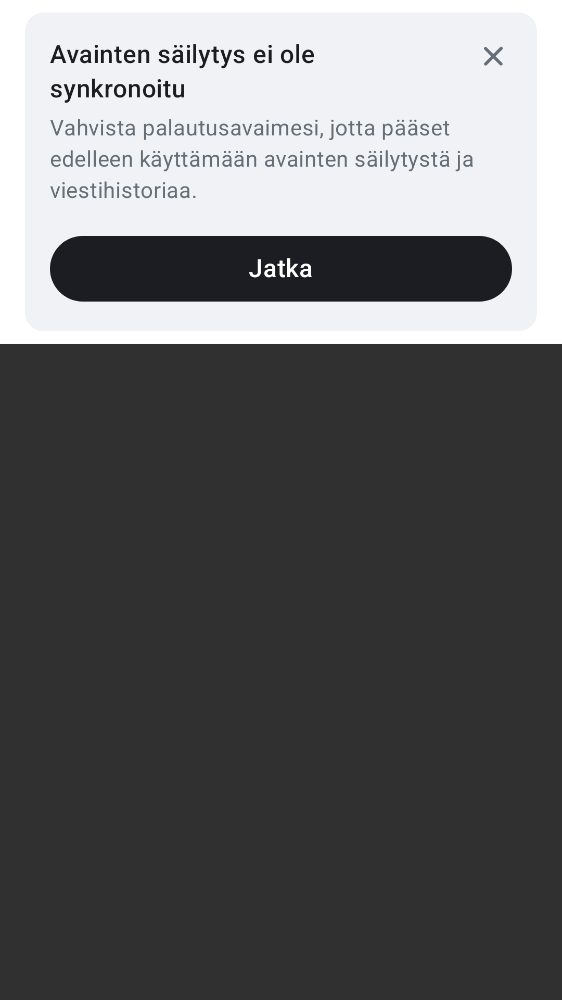 Avainten säilytys ei ole
synkronoitu
Vahvista palautusavaimesi, jotta pääset
edelleen käyttämään avainten säilytystä ja
viestihistoriaa.
Jatka